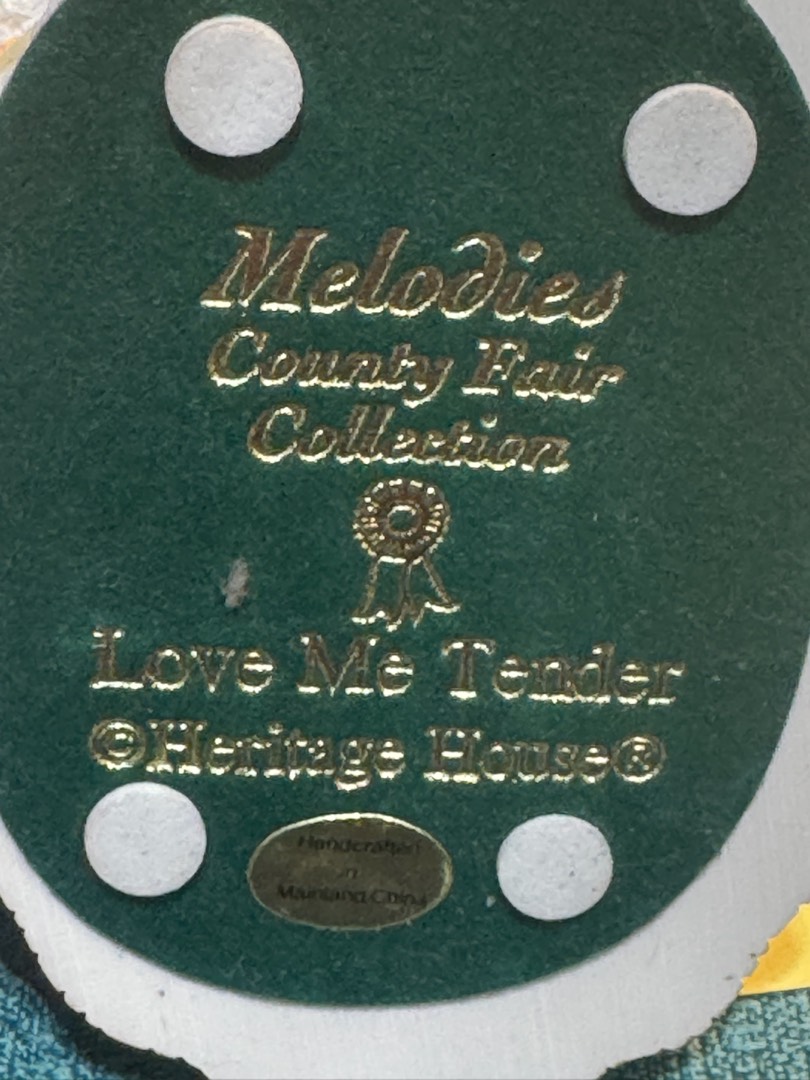 Melodies
County Fair
Collection
Love Me Tender
©Heritage House®
Handcrafted
in
Mainland China